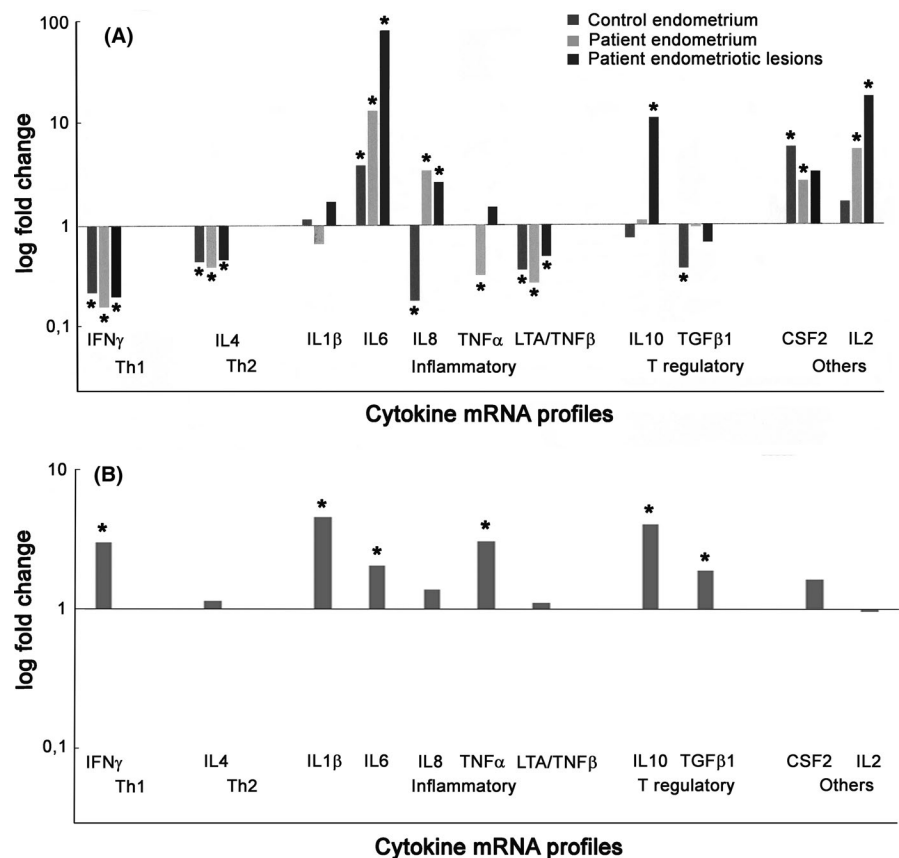 (A)
Control endometrium
Patient endometrium
Patient endometriotic lesions
log fold change
100
10
1
0,1
* * * * * * * * * * * * * * * * * * * * * *
IFNγ IL4 IL1β IL6 IL8 TNFα LTA/TNFβ IL10 TGFβ1 CSF2 IL2
Th1 Th2 Inflammatory T regulatory Others
Cytokine mRNA profiles
(B)
log fold change
10
1
0,1
* * * * * *
IFNγ IL4 IL1β IL6 IL8 TNFα LTA/TNFβ IL10 TGFβ1 CSF2 IL2
Th1 Th2 Inflammatory T regulatory Others
Cytokine mRNA profiles